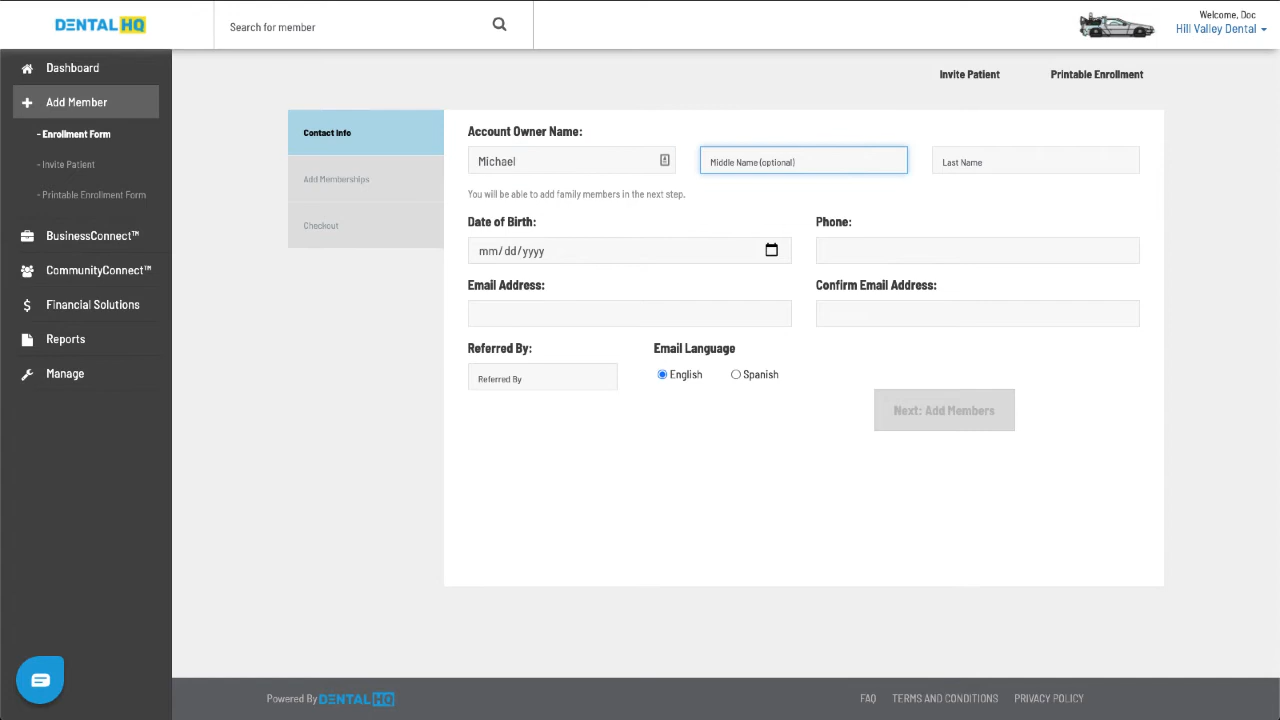 DENTAL HQ
Search for member
Welcome, Doc
Hill Valley Dental
Dashboard
Add Member
- Enrollment Form
- Invite Patient
- Printable Enrollment Form
BusinessConnect™
CommunityConnect™
Financial Solutions
Reports
Manage
Invite Patient
Printable Enrollment
Contact Info
Add Memberships
Checkout
Account Owner Name:
Michael
Middle Name (optional)
Last Name
You will be able to add family members in the next step.
Date of Birth:
Phone:
mm/dd/yyyy
Email Address:
Confirm Email Address:
Referred By:
Email Language
Referred By
English
Spanish
Next: Add Members
Powered By DENTAL HQ
FAQ
TERMS AND CONDITIONS
PRIVACY POLICY